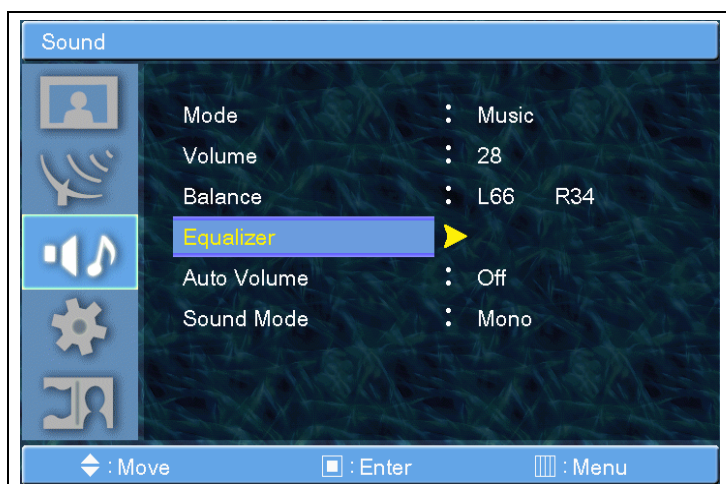 Sound
Mode : Music
Volume : 28
Balance : L66 R34
Equalizer
Auto Volume : Off
Sound Mode : Mono
: Move : Enter : Menu